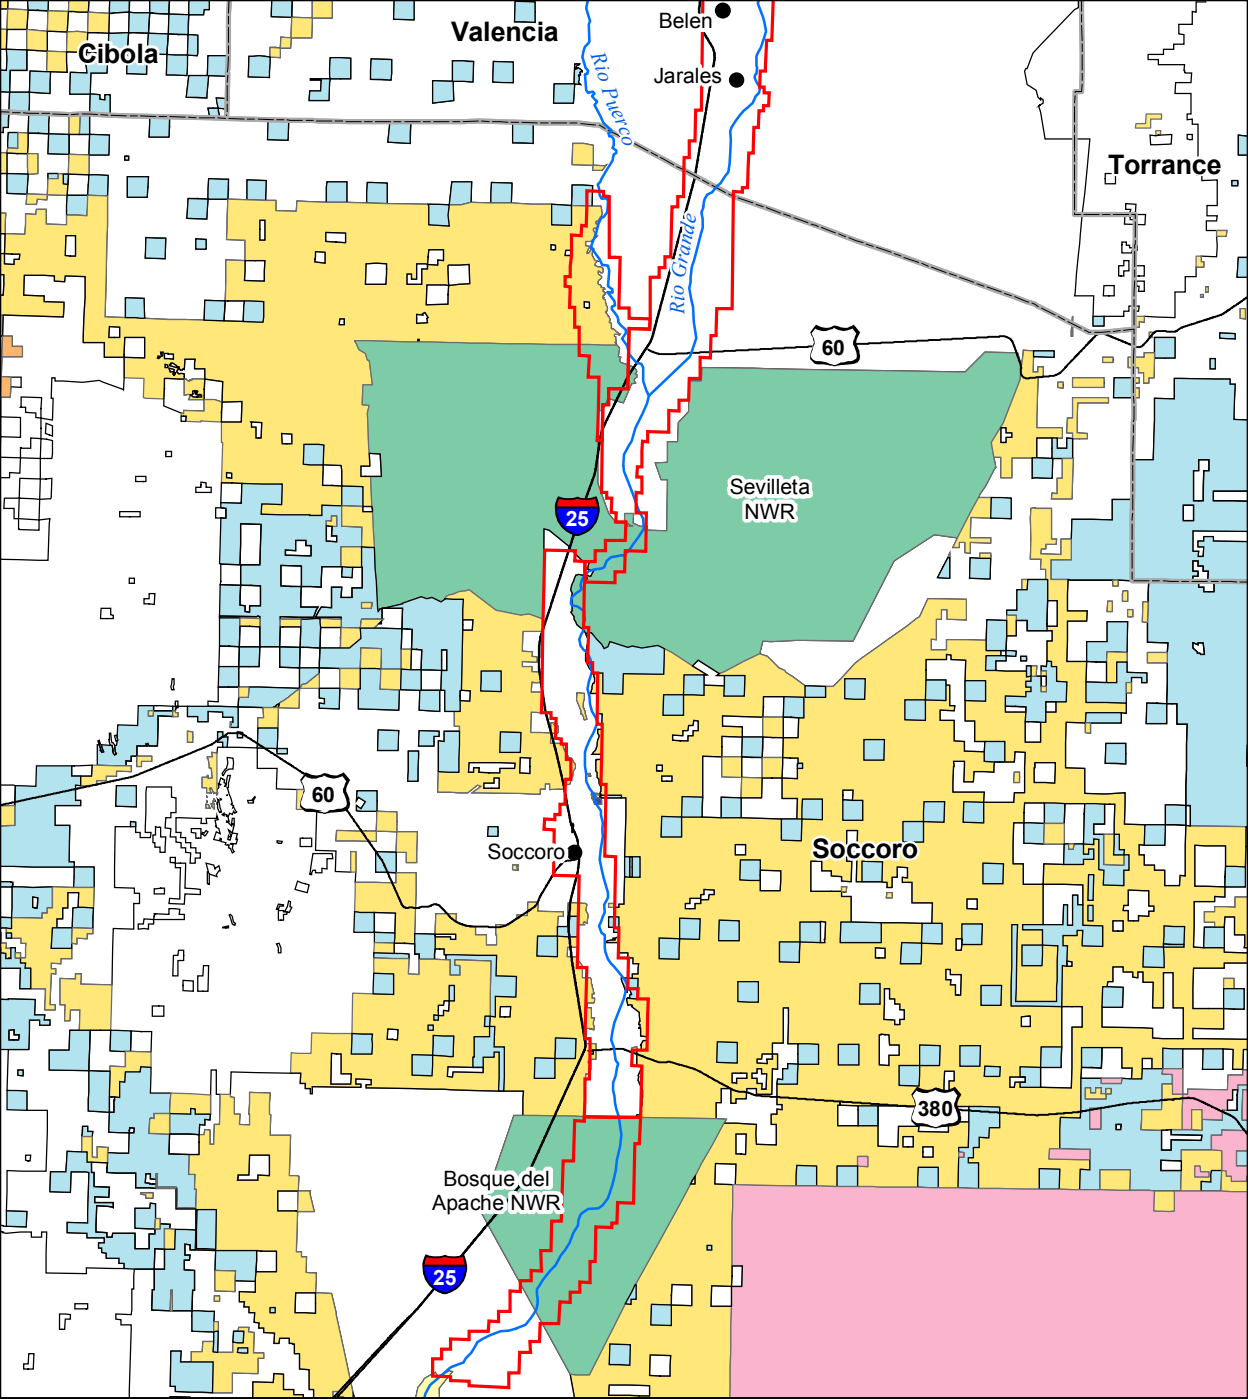 Belen
Valencia
Cibola
Jarales
Rio Puerco
Torrance
Rio Grande
60
Sevilleta
NWR
25
60
Soccoro
Soccoro
380
Bosque del
Apache NWR
25